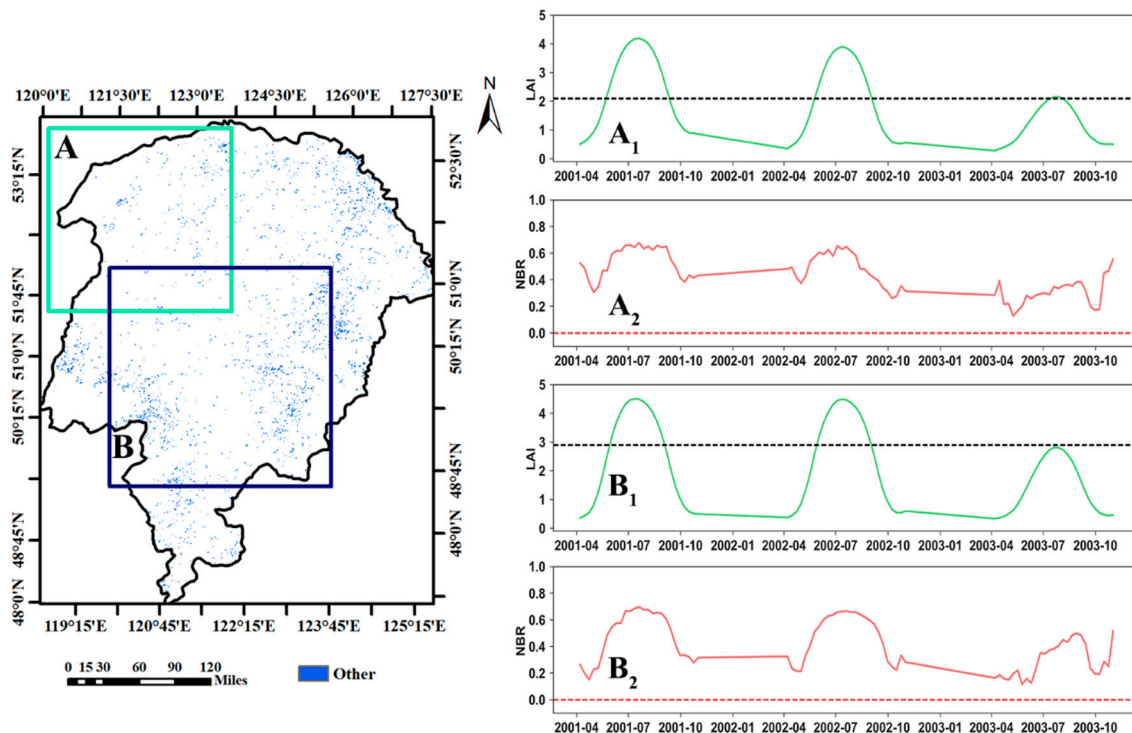 N
120°0'E 121°30'E 123°0'E 124°30'E 126°0'E 127°30'E
A
B
53°15'N
51°45'N
51°0'N
50°15'N
48°45'N
48°0'N
52°30'N
51°0'N
50°15'N
48°45'N
48°0'N
119°15'E 120°45'E 122°15'E 123°45'E 125°15'E
0 15 30 60 90 120
Miles
Other
5
4
3
2
1
0
LAI
A1
2001-04 2001-07 2001-10 2002-01 2002-04 2002-07 2002-10 2003-01 2003-04 2003-07 2003-10
1.0
0.8
0.6
0.4
0.2
0.0
NBR
A2
2001-04 2001-07 2001-10 2002-01 2002-04 2002-07 2002-10 2003-01 2003-04 2003-07 2003-10
5
4
3
2
1
0
LAI
B1
2001-04 2001-07 2001-10 2002-01 2002-04 2002-07 2002-10 2003-01 2003-04 2003-07 2003-10
1.0
0.8
0.6
0.4
0.2
0.0
NBR
B2
2001-04 2001-07 2001-10 2002-01 2002-04 2002-07 2002-10 2003-01 2003-04 2003-07 2003-10